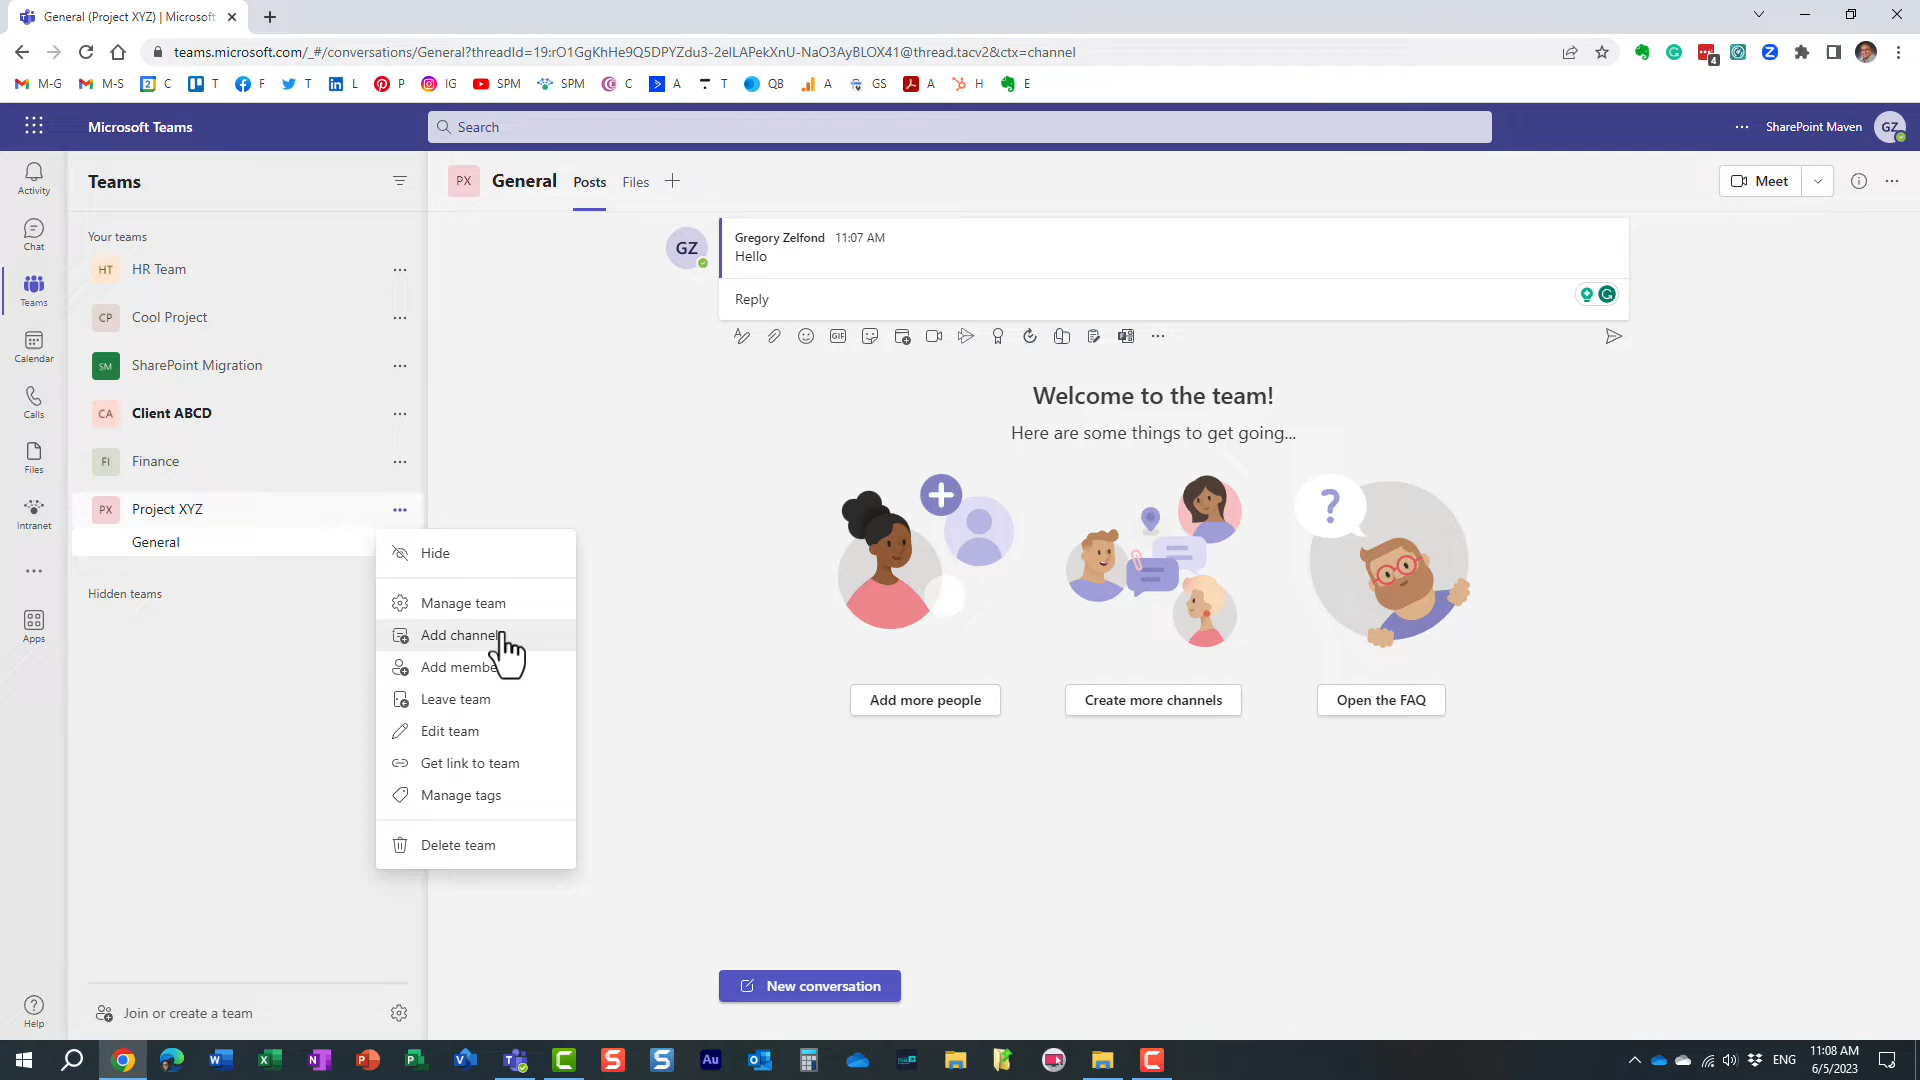 General (Project XYZ) | Microsoft
teams.microsoft.com/_#/conversations/General?threadId=19:rO1GgKhHe9Q5DPYZdu3-2elLAPekXnU-NaO3AyBLOX41@thread.tacv2&ctx=channel
4
M-G
M-S
C
T
F
T
L
P
IG
SPM
SPM
C
A
T
QB
A
GS
A
H
E
Microsoft Teams
Search
SharePoint Maven
GZ
Activity
Chat
Teams
Calendar
Calls
Files
Intranet
Apps
Help
Teams
Your teams
HT HR Team
CP Cool Project
SM SharePoint Migration
CA Client ABCD
FI Finance
PX Project XYZ
General
Hidden teams
Join or create a team
Hide
Manage team
Add channel
Add membe
Leave team
Edit team
Get link to team
Manage tags
Delete team
PX General Posts Files
Meet
GZ
Gregory Zelfond 11:07 AM
Hello
Reply
GIF
Welcome to the team!
Here are some things to get going...
?
Add more people
Create more channels
Open the FAQ
New conversation
Au
ENG
11:08 AM
6/5/2023